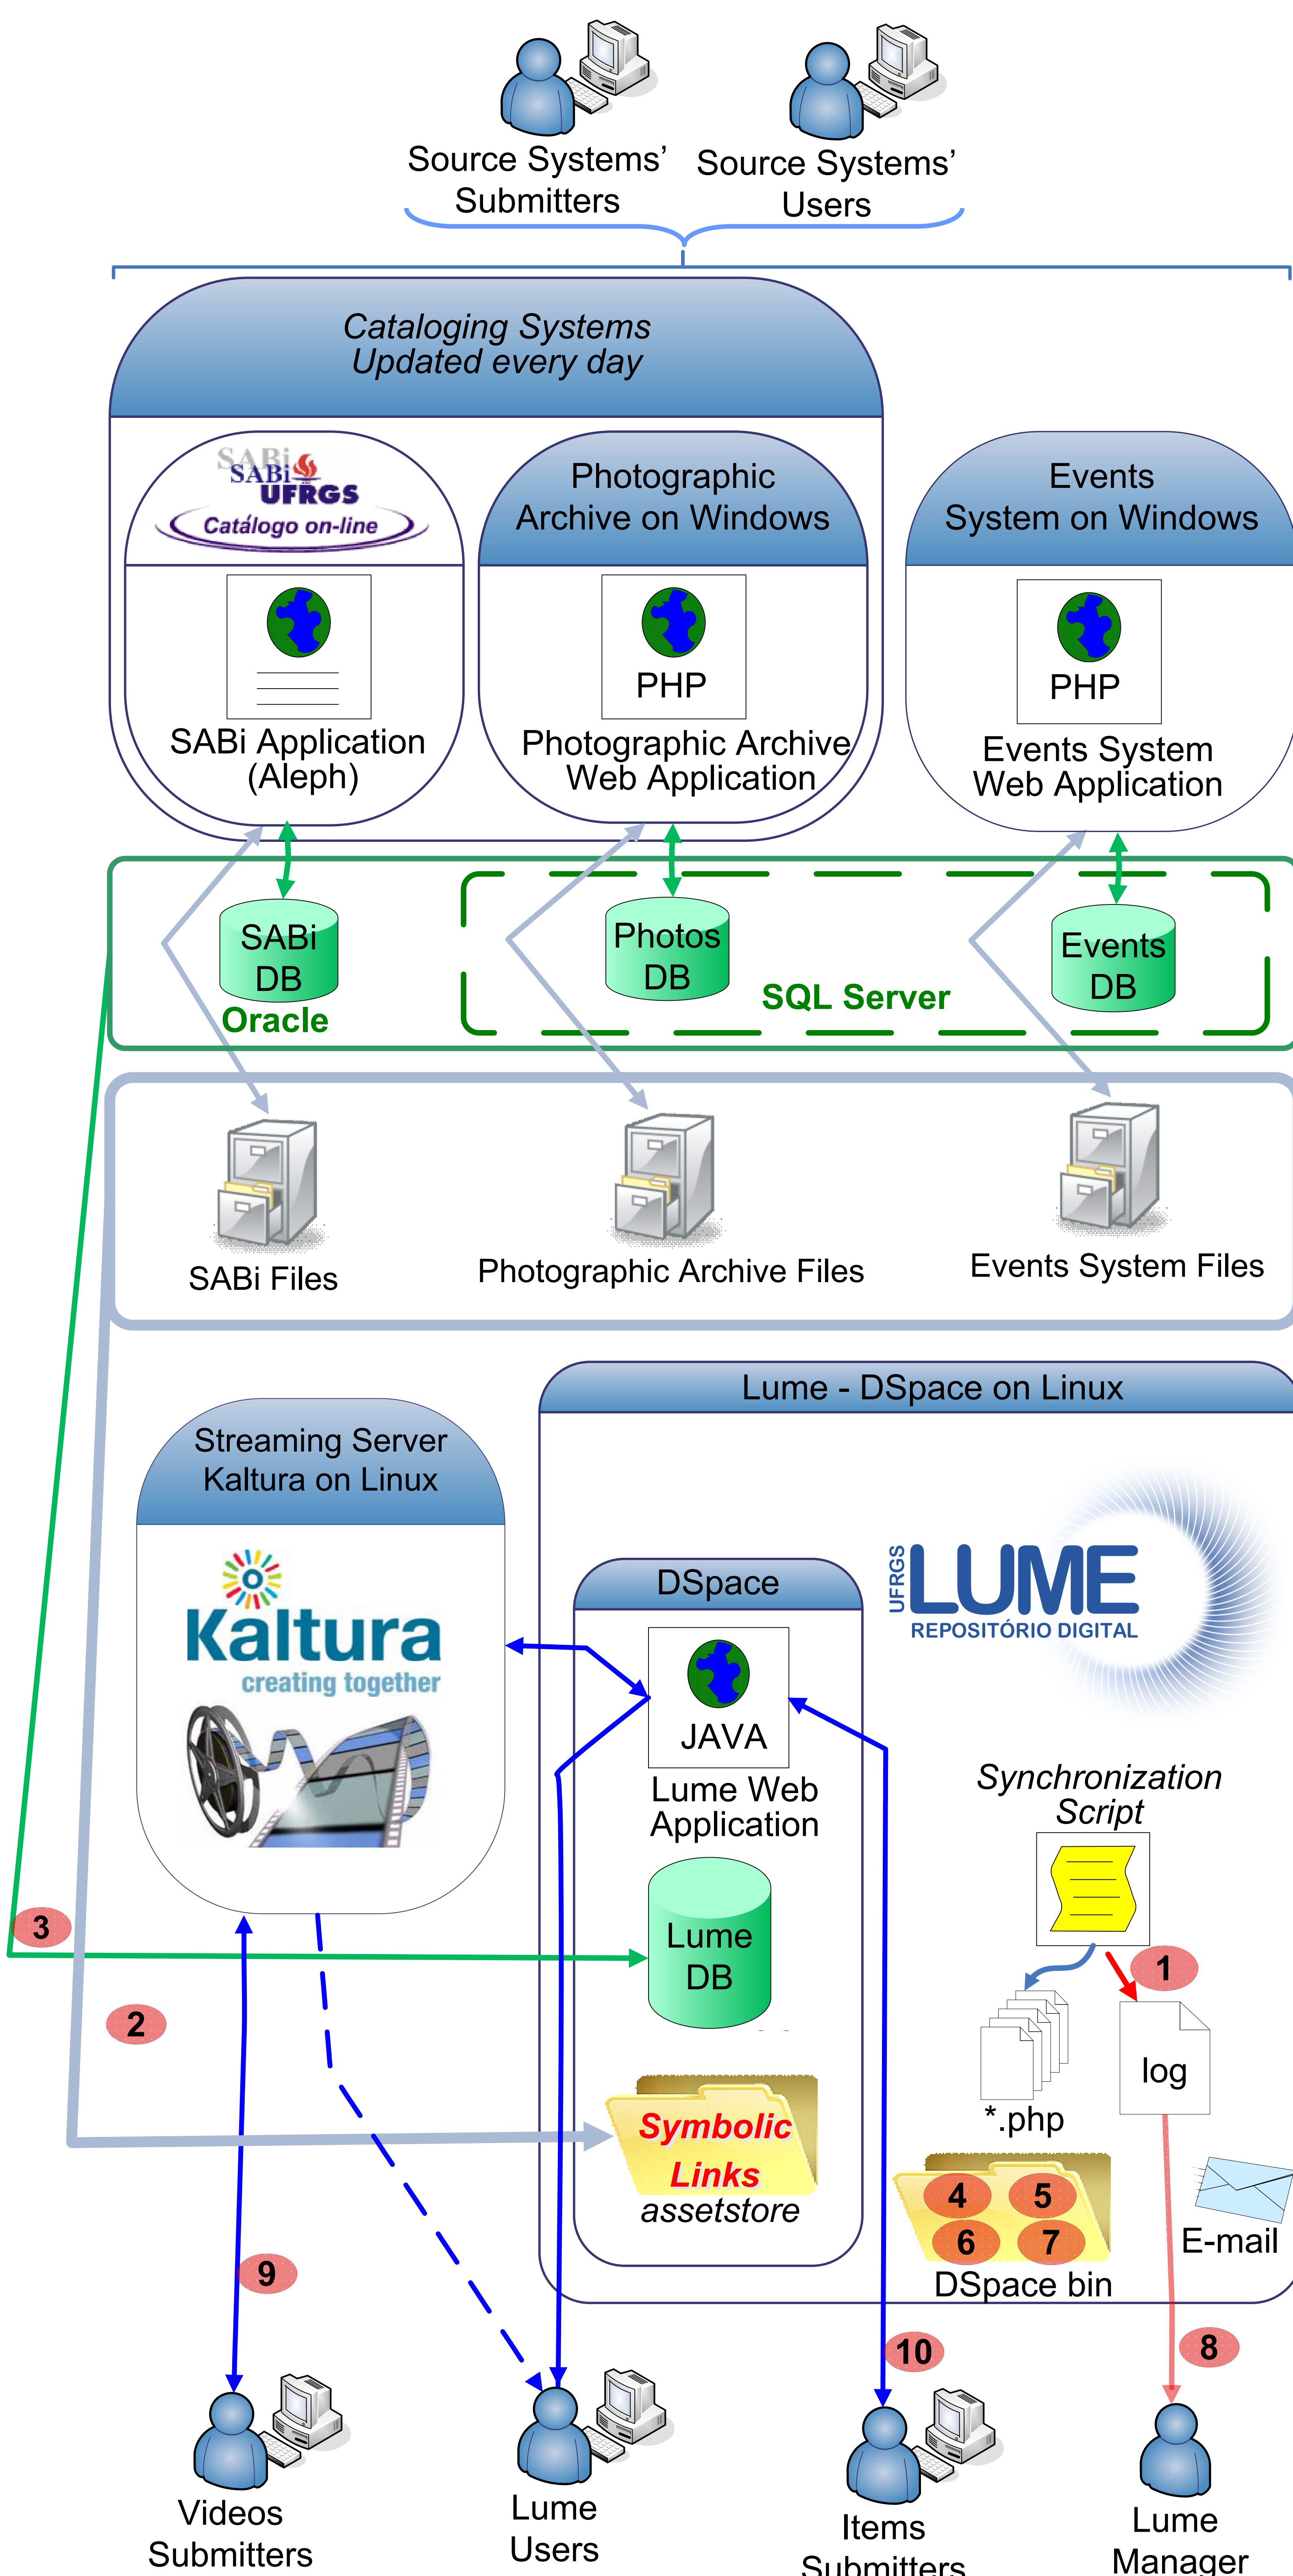 Source Systems’
Submitters
Source Systems’
Users
Cataloging Systems
Updated every day
SABi
SABi
UFRGS
Catálogo on-line
Photographic
Archive on Windows
Events
System on Windows
SABi Application
(Aleph)
PHP
Photographic Archive
Web Application
PHP
Events System
Web Application
SABi
DB
Oracle
Photos
DB
SQL Server
Events
DB
SABi Files
Photographic Archive Files
Events System Files
Lume - DSpace on Linux
Streaming Server
Kaltura on Linux
Kaltura
creating together
DSpace
JAVA
Lume Web
Application
UFRGS
LUME
REPOSITÓRIO DIGITAL
Synchronization
Script
Lume
DB
3
2
1
log
*.php
Symbolic
Links
assetstore
4
5
6
7
DSpace bin
E-mail
9
10
8
Videos
Submitters
Lume
Users
Items
Submitters
Lume
Manager